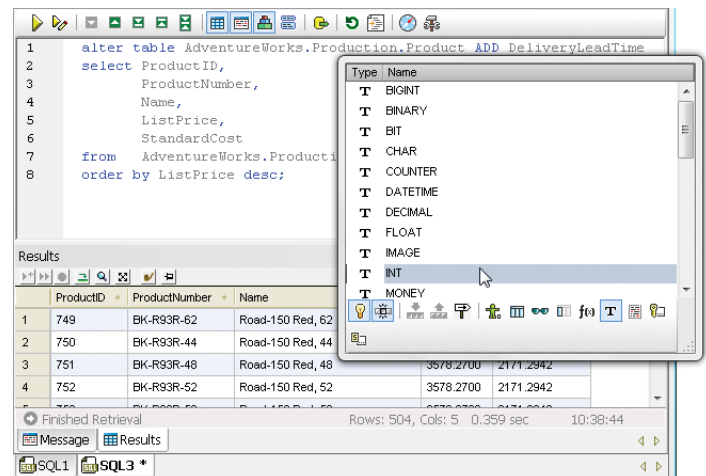 1 alter table AdventureWorks.Production.Product ADD DeliveryLeadTime
2 select ProductID,
3 ProductNumber,
4 Name,
5 ListPrice,
6 StandardCost
7 from AdventureWorks.Producti
8 order by ListPrice desc;
Type Name
T BIGINT
T BINARY
T BIT
T CHAR
T COUNTER
T DATETIME
T DECIMAL
T FLOAT
T IMAGE
T INT
T MONEY
f(x) T
Results
ProductID ProductNumber Name
1 749 BK-R93R-62 Road-150 Red, 62
2 750 BK-R93R-44 Road-150 Red, 44
3 751 BK-R93R-48 Road-150 Red, 48 3578.2700 2171.2942
4 752 BK-R93R-52 Road-150 Red, 52 3578.2700 2171.2942
Finished Retrieval Rows: 504, Cols: 5 0.359 sec 10:38:44
Message Results
SQL1 SQL3 *